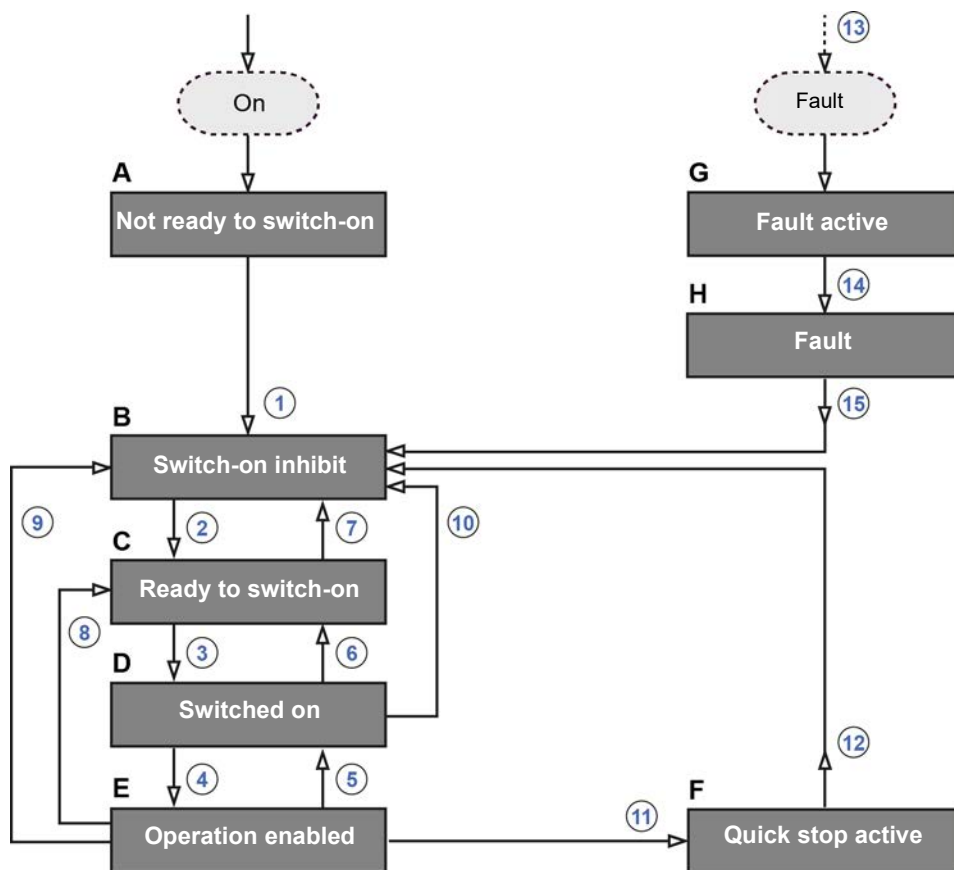 13
On
Fault
A
G
Not ready to switch-on
Fault active
14
H
Fault
1
15
B
Switch-on inhibit
9
2
7
10
C
Ready to switch-on
8
3
6
D
Switched on
4
5
12
E
F
11
Operation enabled
Quick stop active